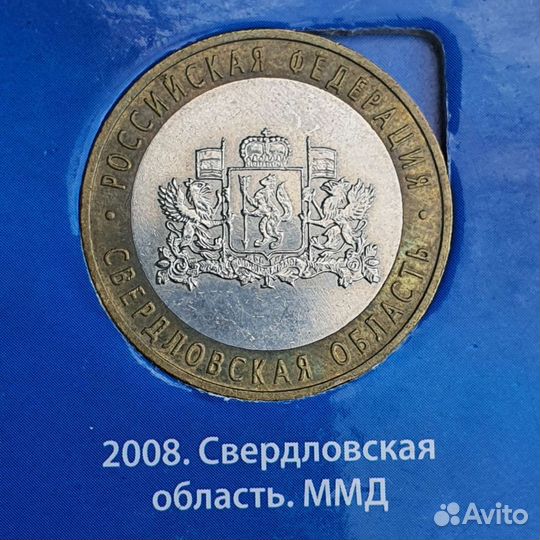 • РОССИЙСКАЯ ФЕДЕРАЦИЯ •
СВЕРДЛОВСКАЯ ОБЛАСТЬ
2008. Свердловская
область. ММД
Avito